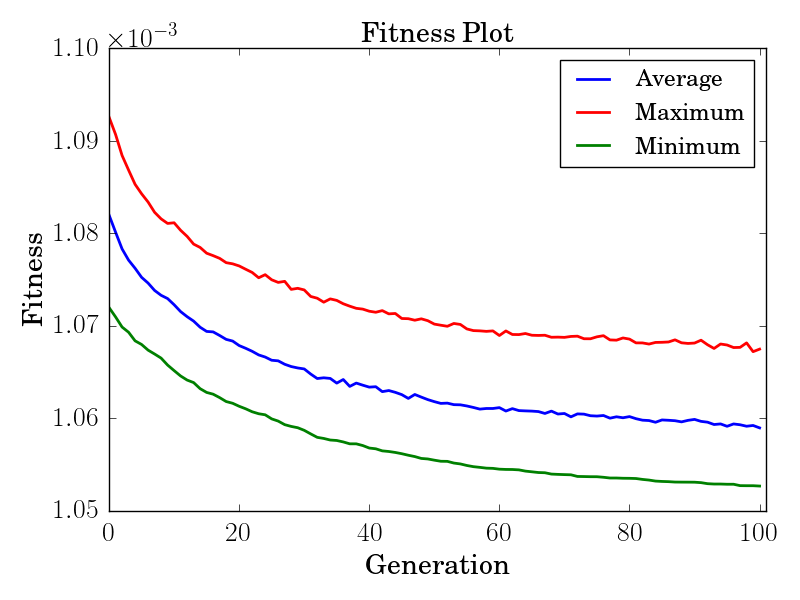 Fitness Plot
×10⁻³
1.10
1.09
1.08
1.07
1.06
1.05
Fitness
Average
Maximum
Minimum
0 20 40 60 80 100
Generation